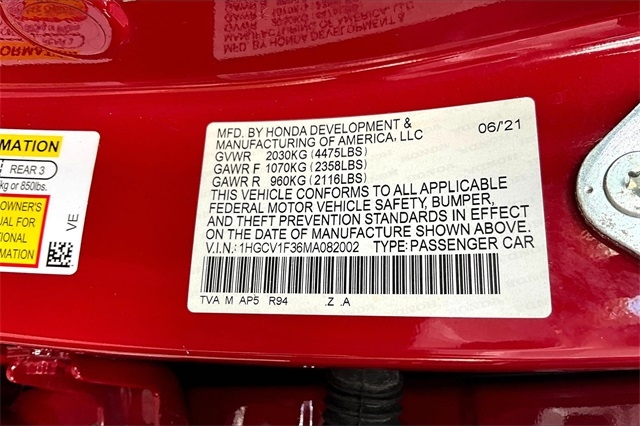 MFD. BY HONDA DEVELOPMENT &
MANUFACTURING OF AMERICA, LLC
06/21
GVWR 2030KG (4475LBS)
GAWR F 1070KG (2358LBS)
GAWR R 960KG (2116LBS)
THIS VEHICLE CONFORMS TO ALL APPLICABLE
FEDERAL MOTOR VEHICLE SAFETY, BUMPER,
AND THEFT PREVENTION STANDARDS IN EFFECT
ON THE DATE OF MANUFACTURE SHOWN ABOVE.
V.I.N.: 1HGCV1F36MA082002 TYPE: PASSENGER CAR
TVA M AP5 R94 .Z .A
MATION
REAR 3
kg or 850lbs.
OWNER'S
UAL FOR
TIONAL
MATION
VE